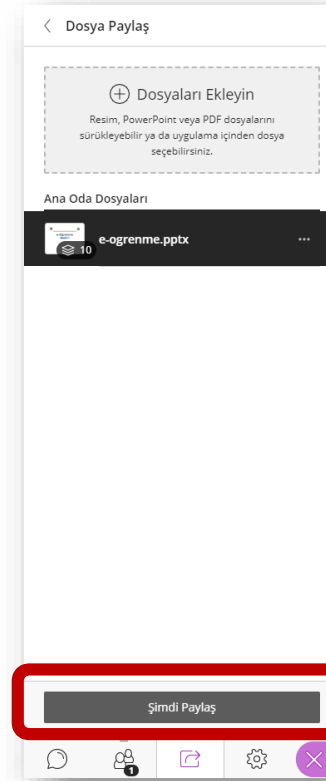 Dosya Paylaş
Dosyaları Ekleyin
Resim, PowerPoint veya PDF dosyalarını
sürükleyebilir ya da uygulama içinden dosya
seçebilirsiniz.
Ana Oda Dosyaları
10
e-ogrenme.pptx
Şimdi Paylaş
1